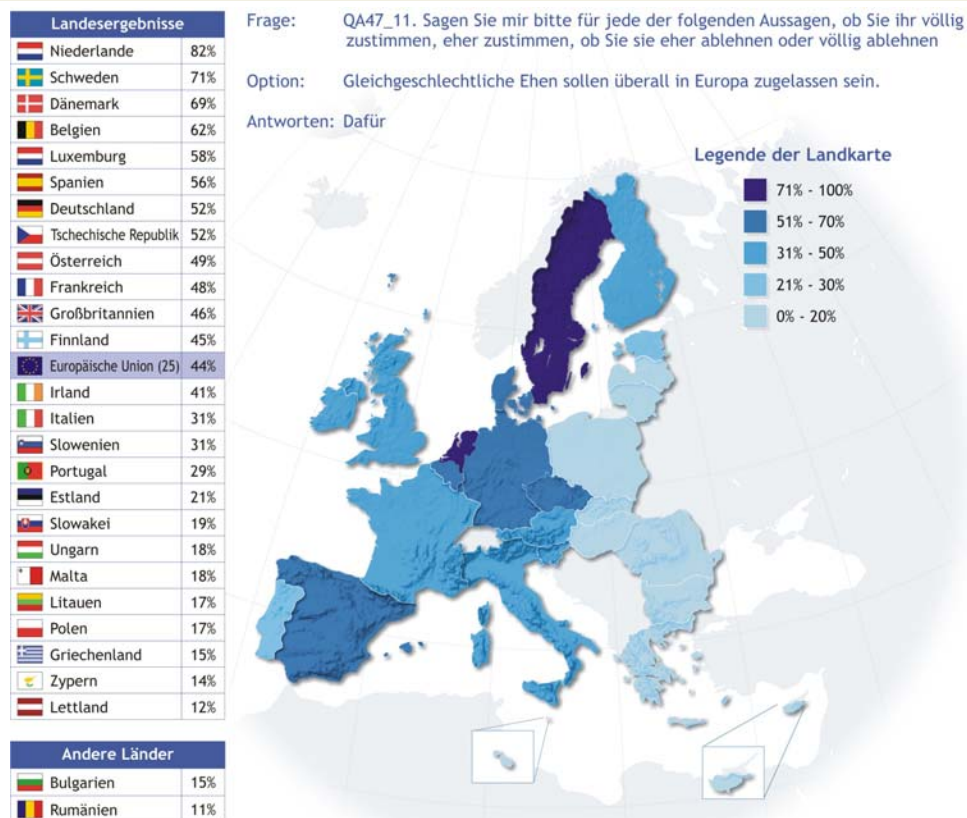 Landesergebnisse
Niederlande 82%
Schweden 71%
Dänemark 69%
Belgien 62%
Luxemburg 58%
Spanien 56%
Deutschland 52%
Tschechische Republik 52%
Österreich 49%
Frankreich 48%
Großbritannien 46%
Finnland 45%
Europäische Union (25) 44%
Irland 41%
Italien 31%
Slowenien 31%
Portugal 29%
Estland 21%
Slowakei 19%
Ungarn 18%
Malta 18%
Litauen 17%
Polen 17%
Griechenland 15%
Zypern 14%
Lettland 12%
Andere Länder
Bulgarien 15%
Rumänien 11%
Frage: QA47_11. Sagen Sie mir bitte für jede der folgenden Aussagen, ob Sie ihr völlig
zustimmen, eher zustimmen, ob Sie sie eher ablehnen oder völlig ablehnen
Option: Gleichgeschlechtliche Ehen sollen überall in Europa zugelassen sein.
Antworten: Dafür
Legende der Landkarte
71% - 100%
51% - 70%
31% - 50%
21% - 30%
0% - 20%